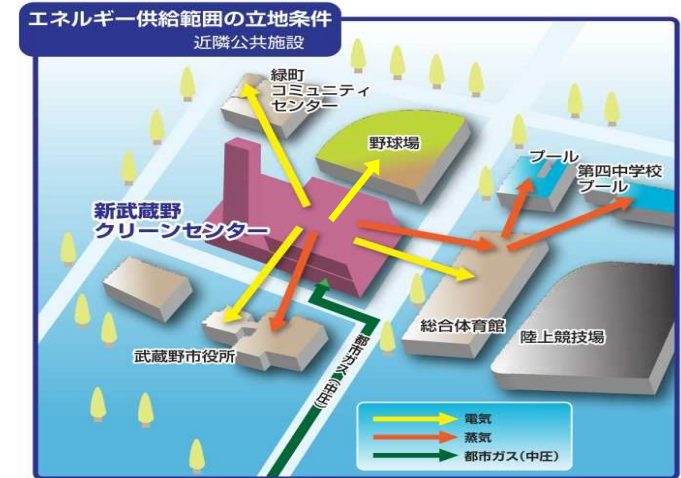 エネルギー供給範囲の立地条件
近隣公共施設
緑町
コミュニティ
センター
野球場
プール
第四中学校
プール
新武蔵野
クリーンセンター
総合体育館
陸上競技場
武蔵野市役所
都市ガス(中圧)
電気
蒸気
都市ガス(中圧)